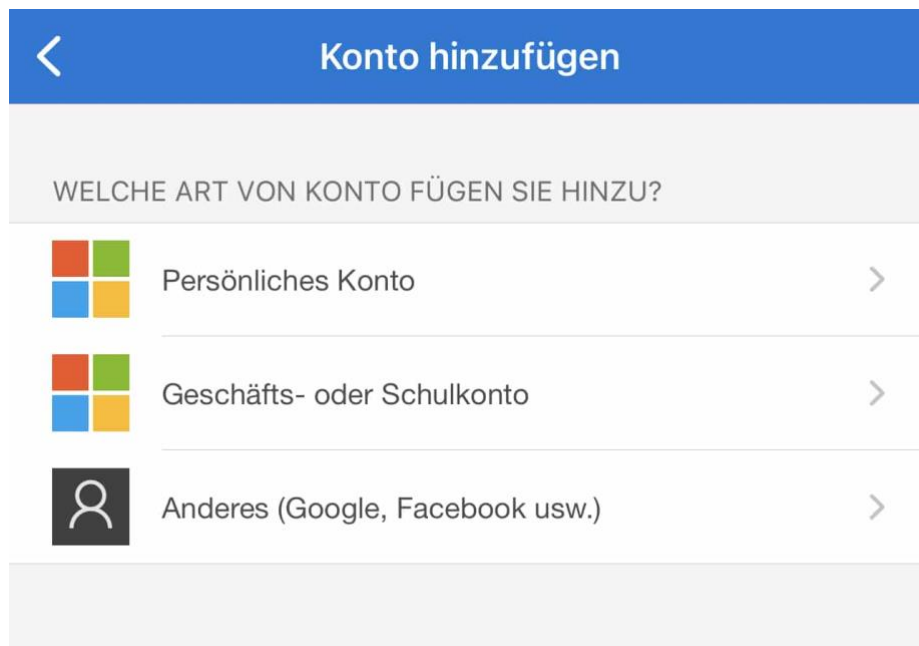 Konto hinzufügen
WELCHE ART VON KONTO FÜGEN SIE HINZU?
Persönliches Konto
Geschäfts- oder Schulkonto
Anderes (Google, Facebook usw.)